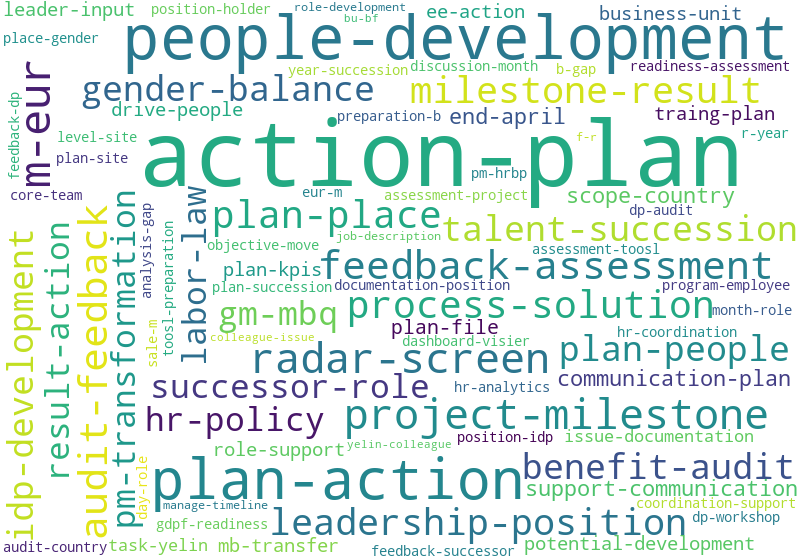 leader-input
position-holder
role-development
bu-bf
ee-action
business-unit
place-gender
people-development
year-succession
discussion-month
b-gap
readiness-assessment
m-eur
feedback-dp
gender-balance
milestone-result
drive-people
preparation-b
end-april
traing-plan
level-site
action-plan
f-r
r-year
plan-site
pm-hrbp
core-team
eur-m
assessment-project
scope-country
labor-law
plan-place
dp-audit
talent-succession
job-description
objective-move
assessment-toosl
idp-development
result-action
audit-feedback
pm-transformation
analysis-gap
toosl-preparation
plan-kpis
feedback-assessment
plan-succession
documentation-position
program-employee
sale-m
gm-mbq
process-solution
month-role
plan-file
hr-coordination
colleague-issue
dashboard-visier
radar-screen
plan-people
successor-role
hr-analytics
communication-plan
hr-policy
project-milestone
position-idp
issue-documentation
role-support
yelin-colleague
day-role
plan-action
benefit-audit
support-communication
manage-timeline
coordination-support
gdpf-readiness
leadership-position
dp-workshop
audit-country
task-yelin
mb-transfer
feedback-successor
potential-development